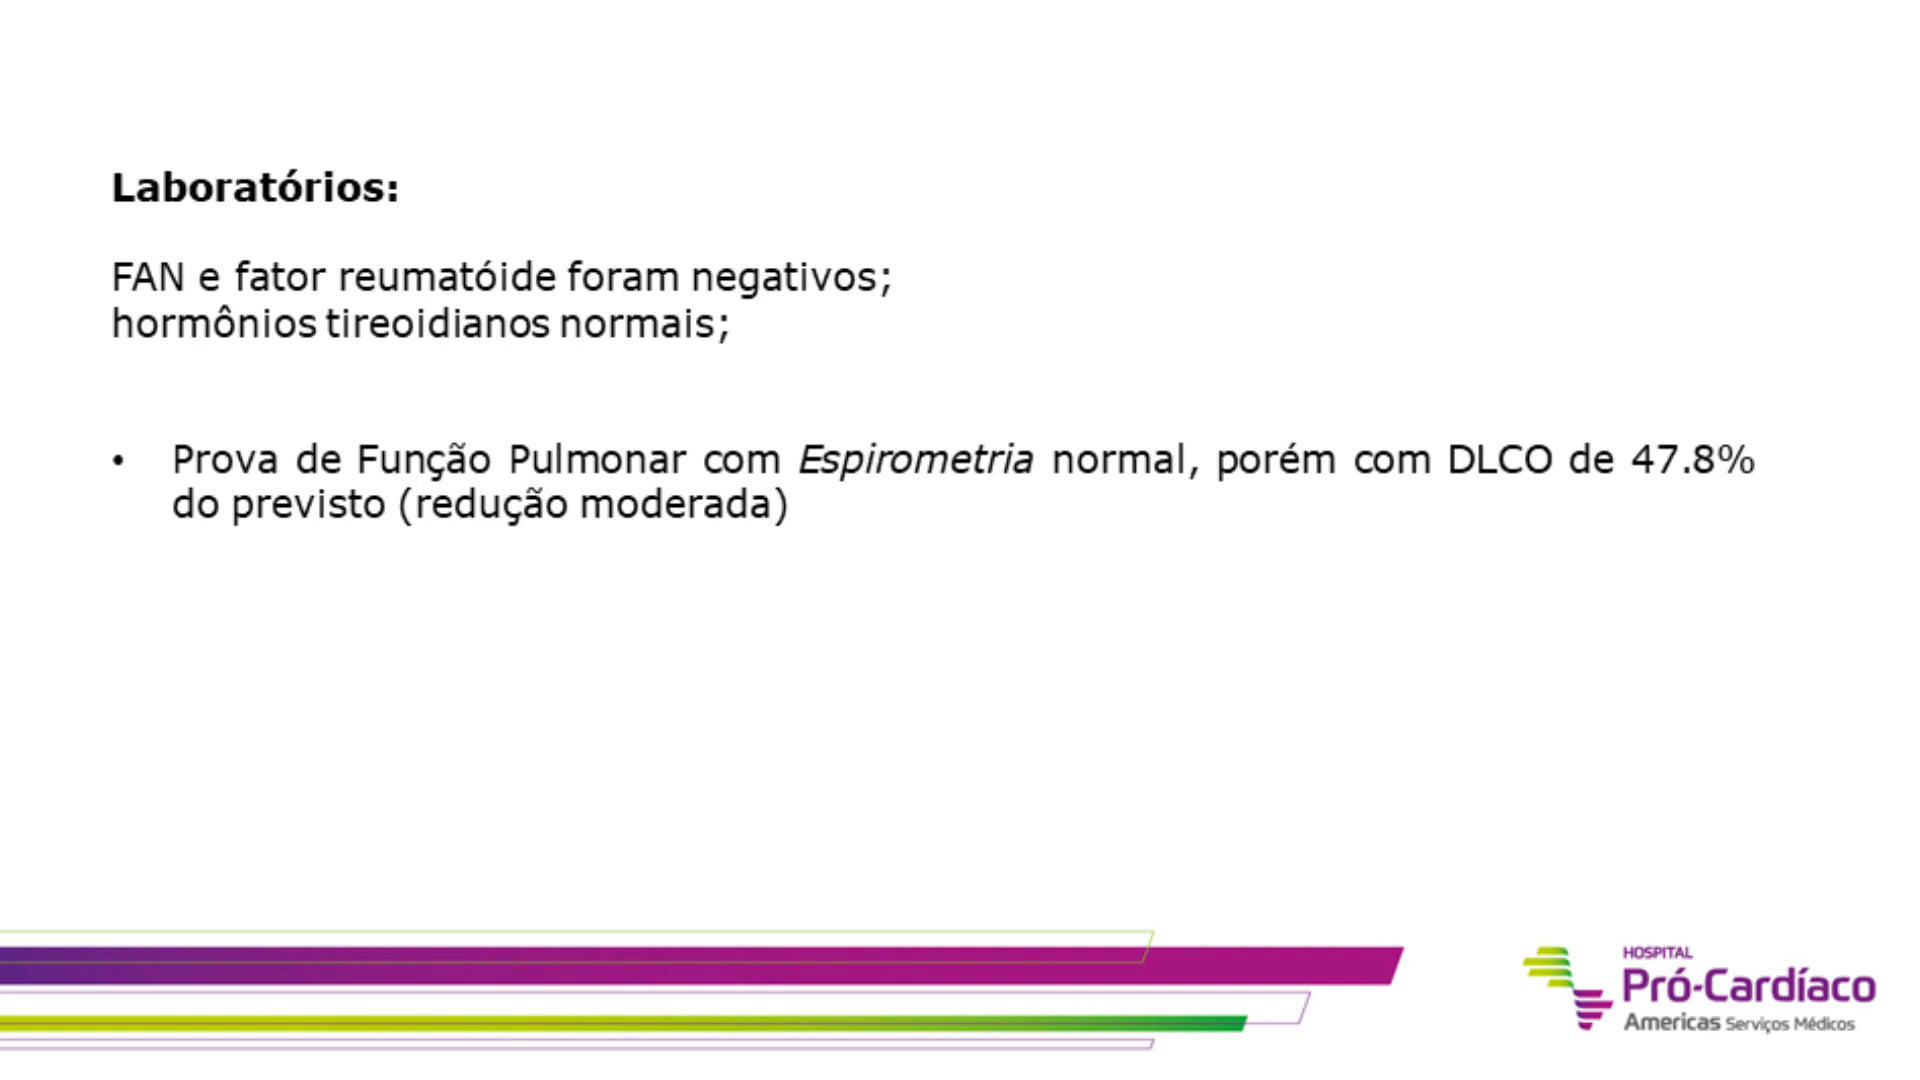 Laboratórios:
FAN e fator reumatóide foram negativos;
hormônios tireoidianos normais;
• Prova de Função Pulmonar com Espirometria normal, porém com DLCO de 47.8%
do previsto (redução moderada)
HOSPITAL
Pró-Cardíaco
Americas Serviços Médicos